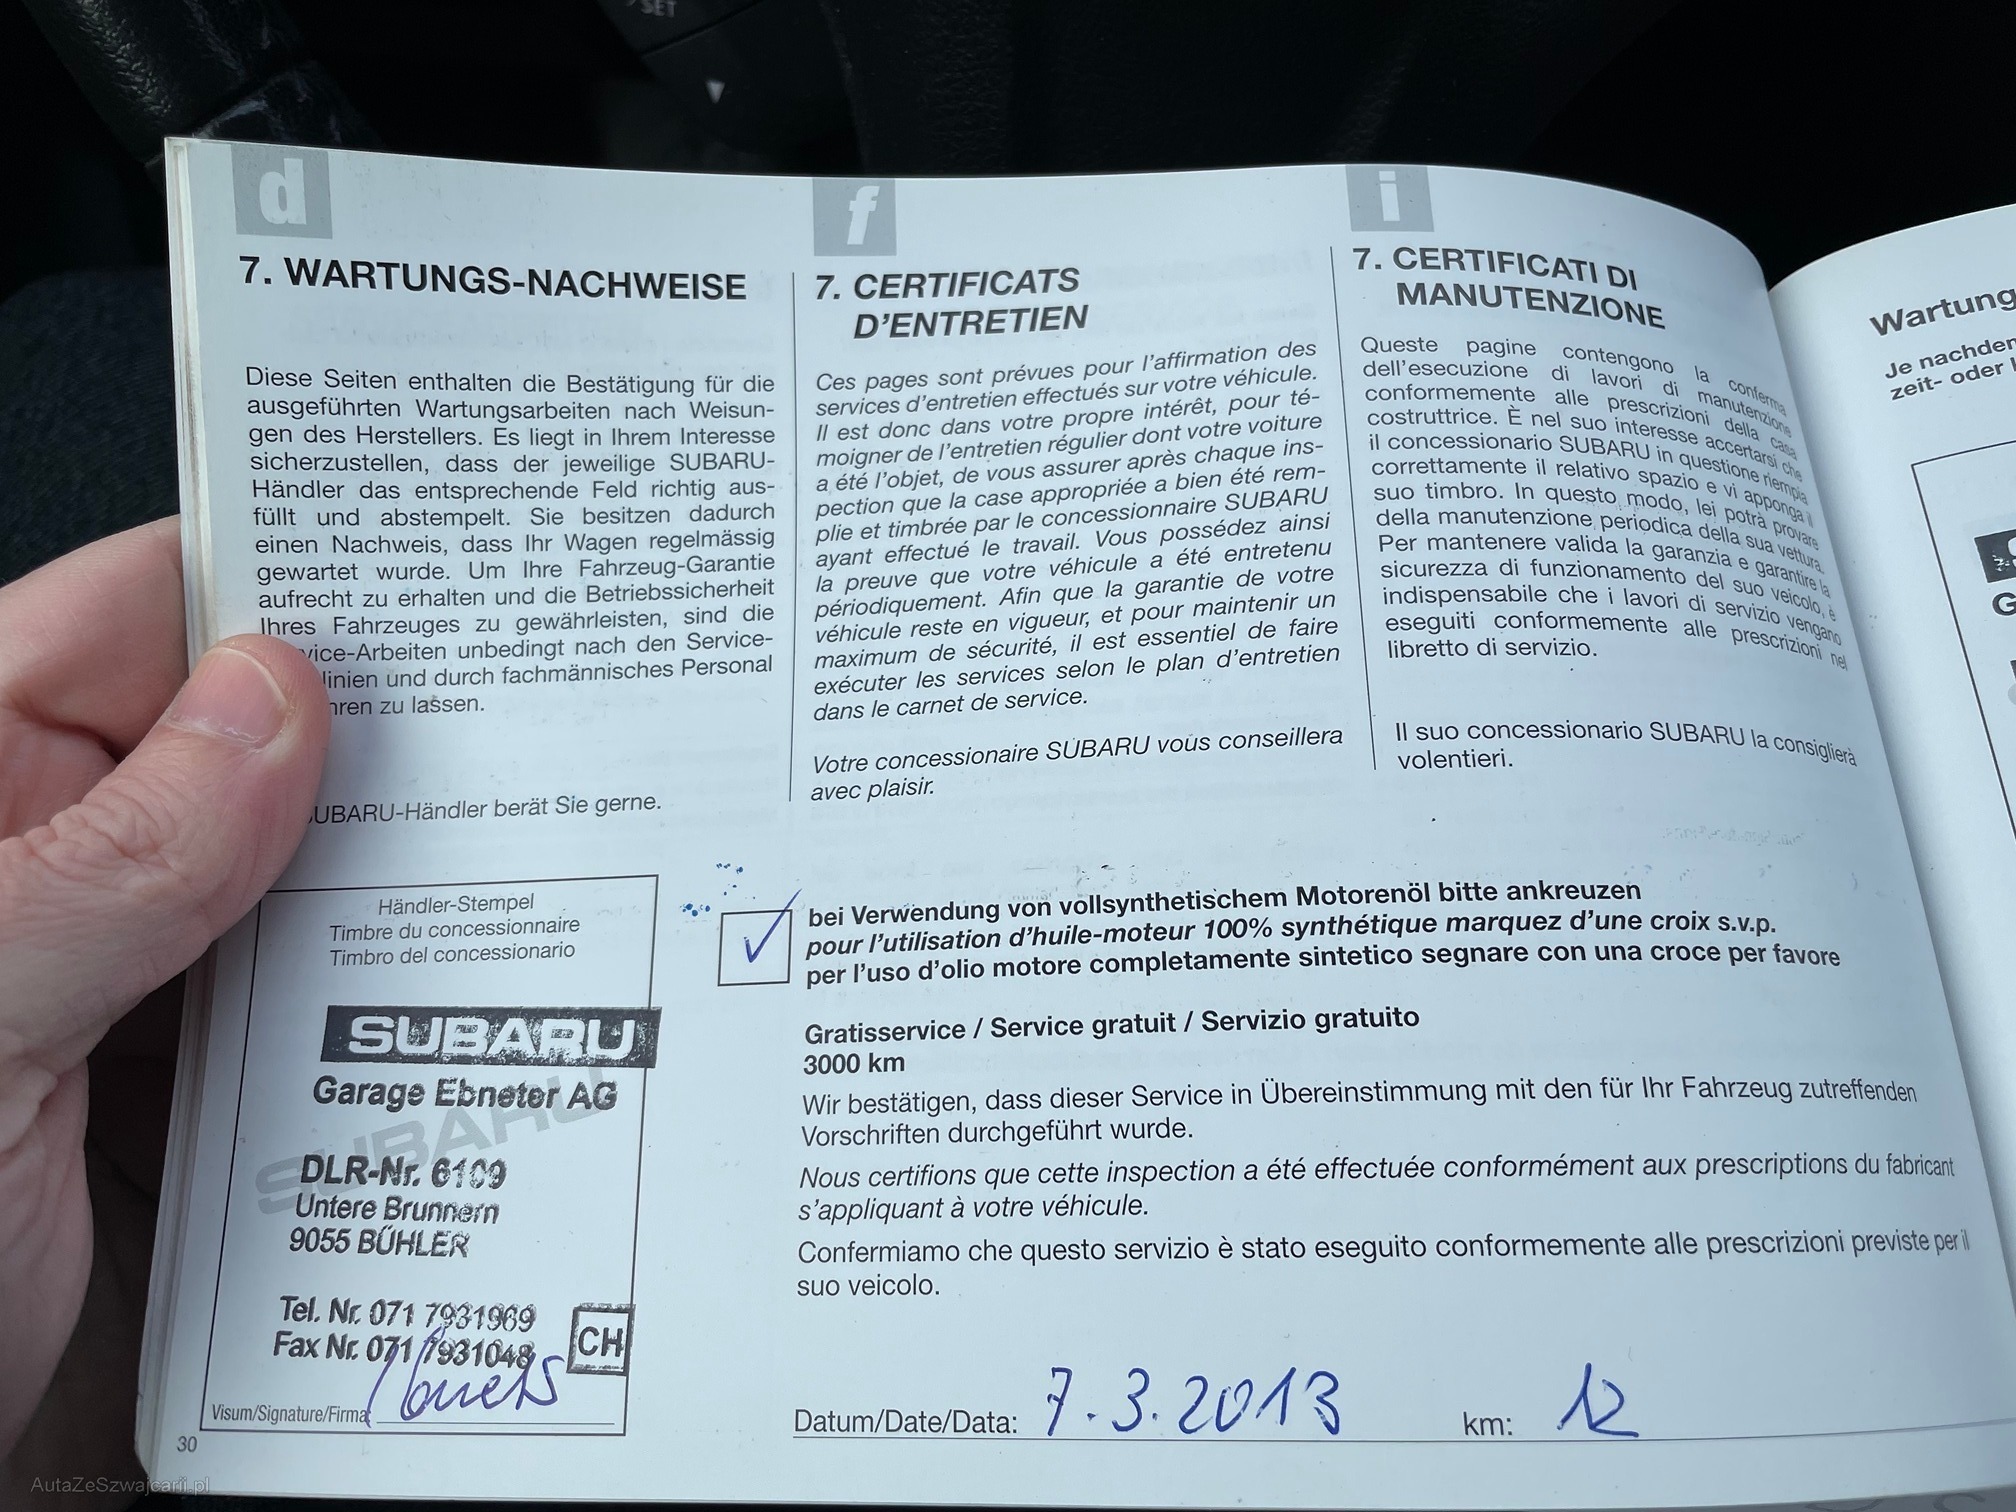 SET
d
7. WARTUNGS-NACHWEISE
Diese Seiten enthalten die Bestätigung für die
ausgeführten Wartungsarbeiten nach Weisun-
gen des Herstellers. Es liegt in Ihrem Interesse
sicherzustellen, dass der jeweilige SUBARU-
Händler das entsprechende Feld richtig aus-
füllt und abstempelt. Sie besitzen dadurch
einen Nachweis, dass Ihr Wagen regelmässig
gewartet wurde. Um Ihre Fahrzeug-Garantie
aufrecht zu erhalten und die Betriebssicherheit
Ihres Fahrzeuges zu gewährleisten, sind die
vice-Arbeiten unbedingt nach den Service-
linien und durch fachmännisches Personal
hren zu lassen.
UBARU-Händler berät Sie gerne.
f
7. CERTIFICATS
D'ENTRETIEN
Ces pages sont prévues pour l'affirmation des
services d'entretien effectués sur votre véhicule.
Il est donc dans votre propre intérêt, pour té-
moigner de l'entretien régulier dont votre voiture
a été l'objet, de vous assurer après chaque ins-
pection que la case appropriée a bien été rem-
plie et timbrée par le concessionnaire SUBARU
ayant effectué le travail. Vous possédez ainsi
la preuve que votre véhicule a été entretenu
périodiquement. Afin que la garantie de votre
véhicule reste en vigueur, et pour maintenir un
maximum de sécurité, il est essentiel de faire
exécuter les services selon le plan d'entretien
dans le carnet de service.
Votre concessionaire SUBARU vous conseillera
avec plaisir.
i
7. CERTIFICATI DI
MANUTENZIONE
Queste pagine contengono la conferma
dell'esecuzione di lavori di manutenzione
conformemente alle prescrizioni della casa
costruttrice. È nel suo interesse accertarsi che
il concessionario SUBARU in questione riempia
correttamente il relativo spazio e vi apponga il
suo timbro. In questo modo, lei potrà provare
della manutenzione periodica della sua vettura.
Per mantenere valida la garanzia e garantire la
sicurezza di funzionamento del suo veicolo, è
indispensabile che i lavori di servizio vengano
eseguiti conformemente alle prescrizioni nel
libretto di servizio.
Il suo concessionario SUBARU la consiglierà
volentieri.
Händler-Stempel
Timbre du concessionnaire
Timbro del concessionario
SUBARU
Garage Ebneter AG
SUBARU
DLR-Nr. 6109
Untere Brunnern
9055 BÜHLER
Tel. Nr. 071 7931969
Fax Nr. 071 7931048
CH
Visum/Signature/Firma:
30
bei Verwendung von vollsynthetischem Motorenöl bitte ankreuzen
pour l'utilisation d'huile-moteur 100% synthétique marquez d'une croix s.v.p.
per l'uso d'olio motore completamente sintetico segnare con una croce per favore
Gratisservice / Service gratuit / Servizio gratuito
3000 km
Wir bestätigen, dass dieser Service in Übereinstimmung mit den für Ihr Fahrzeug zutreffenden
Vorschriften durchgeführt wurde.
Nous certifions que cette inspection a été effectuée conformément aux prescriptions du fabricant
s'appliquant à votre véhicule.
Confermiamo che questo servizio è stato eseguito conformemente alle prescrizioni previste per il
suo veicolo.
Datum/Date/Data: 7.3.2013 km: 12
Wartung
Je nachdem
zeit- oder
AutaZeSzwajcarii.pl